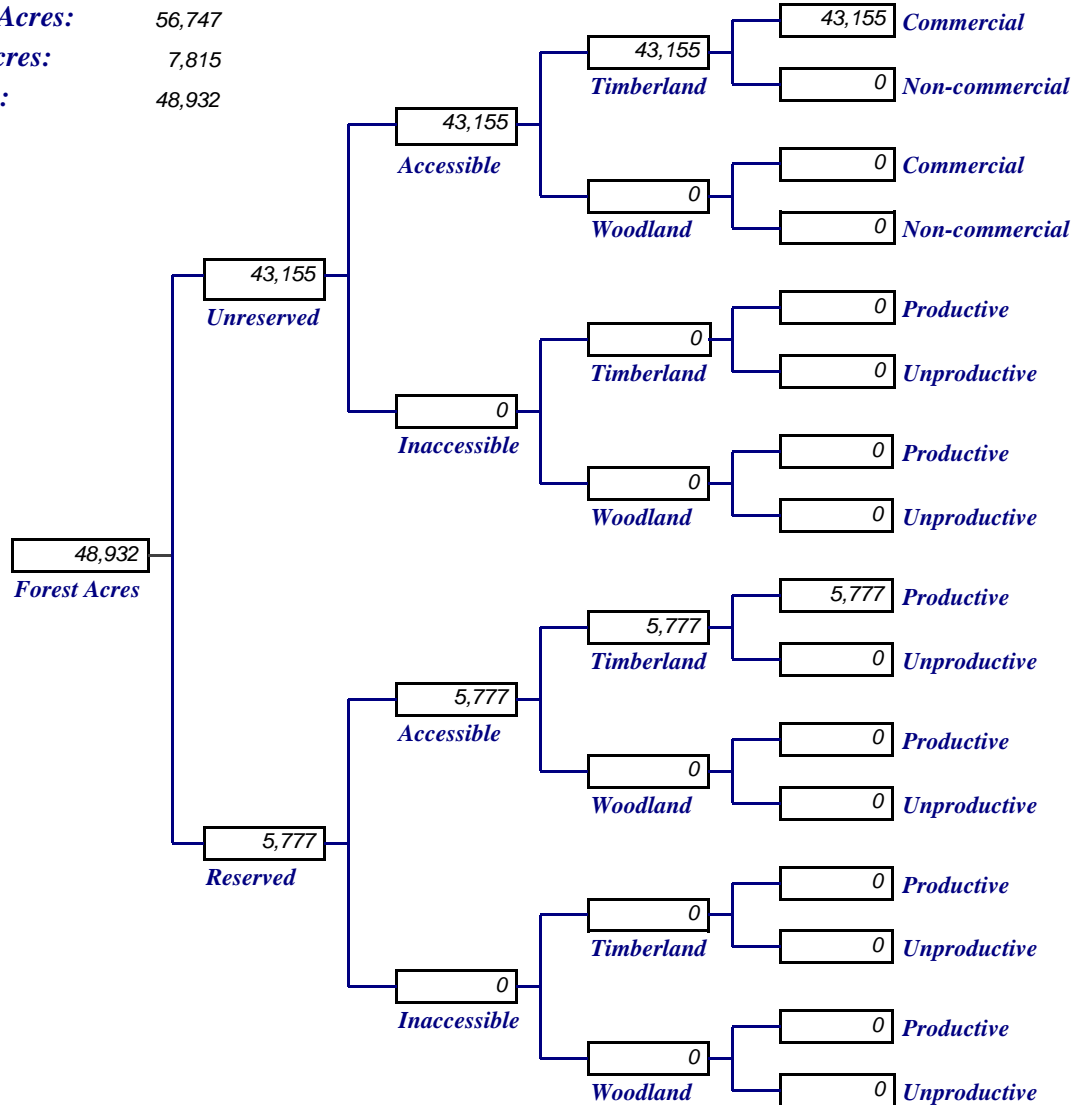 Acres: 56,747
cres: 7,815
: 48,932
43,155 Commercial
43,155
Timberland
0 Non-commercial
43,155
Accessible
0 Commercial
0
Woodland
0 Non-commercial
43,155
Unreserved
0 Productive
0
Timberland
0 Unproductive
0
Inaccessible
0 Productive
0
Woodland
0 Unproductive
48,932
Forest Acres
5,777 Productive
5,777
Timberland
0 Unproductive
5,777
Accessible
0 Productive
0
Woodland
0 Unproductive
5,777
Reserved
0 Productive
0
Timberland
0 Unproductive
0
Inaccessible
0 Productive
0
Woodland
0 Unproductive